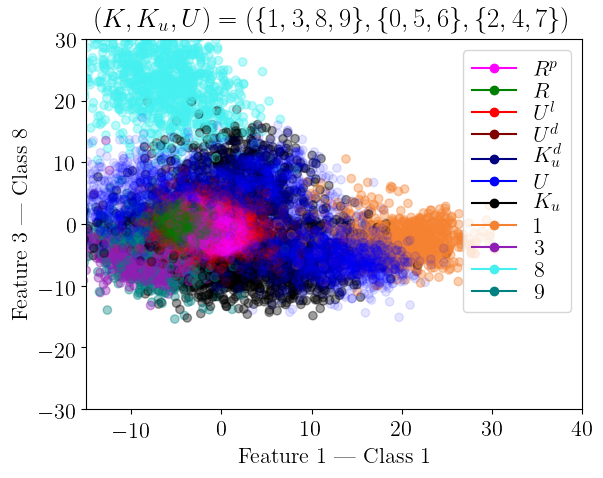 (K, K_u, U) = ({1, 3, 8, 9}, {0, 5, 6}, {2, 4, 7})
30
20
10
0
−10
−20
−30
Feature 3 — Class 8
−10
0
10
20
30
40
Feature 1 — Class 1
R^p
R
U^l
U^d
K_u^d
U
K_u
1
3
8
9